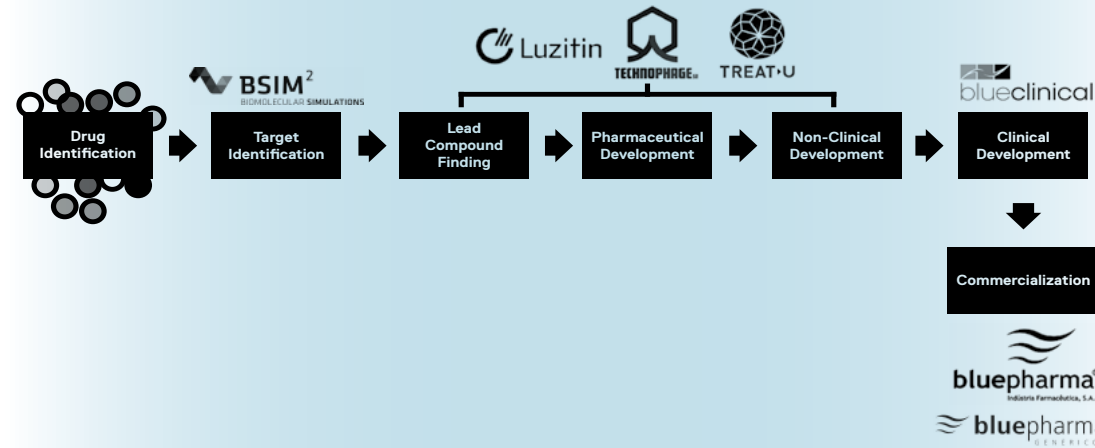 Luzitin
TECHNOPHAGE
TREAT•U
BSIM²
BIOMOLECULAR SIMULATIONS
blueclinical
Drug
Identification
Target
Identification
Lead
Compound
Finding
Pharmaceutical
Development
Non-Clinical
Development
Clinical
Development
Commercialization
bluepharma®
Indústria Farmacêutica, S.A.
bluepharm
GENÉRICO